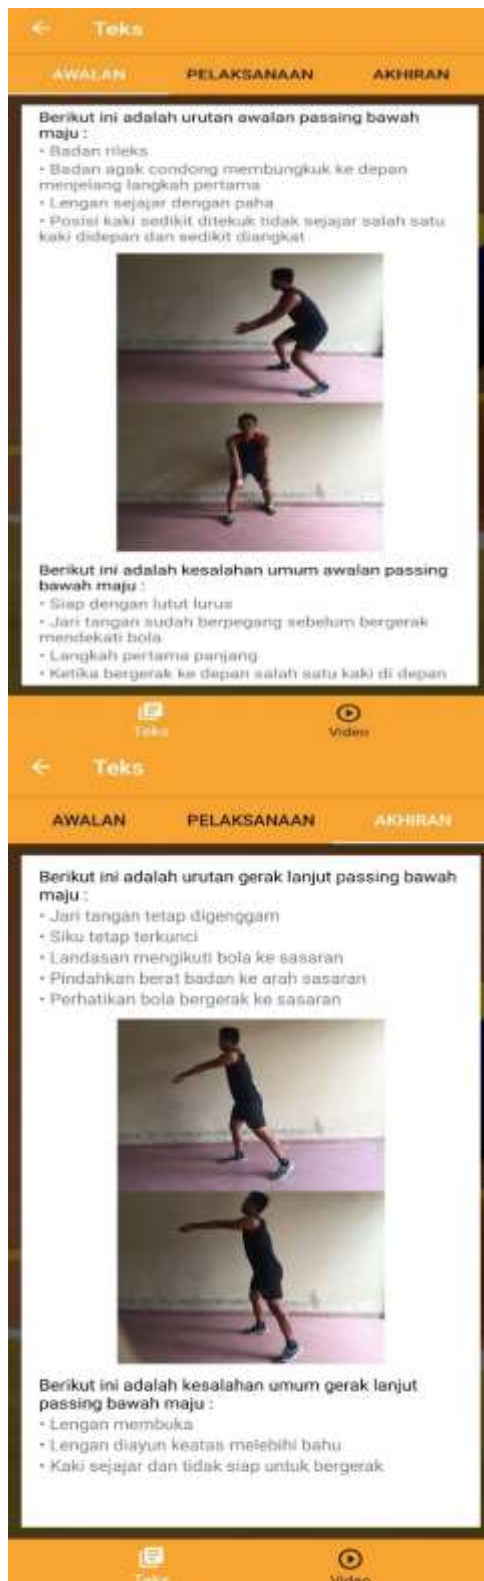 Teks
AWALAN PELAKSANAAN AKHIRAN
Berikut ini adalah urutan awalan passing bawah
maju :
• Badan rileks
• Badan agak condong membungkuk ke depan
menjelang langkah pertama
• Lengan sejajar dengan paha
• Posisi kaki sedikit ditekuk tidak sejajar salah satu
kaki didepan dan sedikit diangkat
Berikut ini adalah kesalahan umum awalan passing
bawah maju :
• Siap dengan lutut lurus
• Jari tangan sudah berpegang sebelum bergerak
mendekati bola
• Langkah pertama panjang
• Ketika bergerak ke depan salah satu kaki di depan
Teks Video
Teks
AWALAN PELAKSANAAN AKHIRAN
Berikut ini adalah urutan gerak lanjut passing bawah
maju :
• Jari tangan tetap digenggam
• Siku tetap terkunci
• Landasan mengikuti bola ke sasaran
• Pindahkan berat badan ke arah sasaran
• Perhatikan bola bergerak ke sasaran
Berikut ini adalah kesalahan umum gerak lanjut
passing bawah maju :
• Lengan membuka
• Lengan diayun keatas melebihi bahu
• Kaki sejajar dan tidak siap untuk bergerak
Teks Video